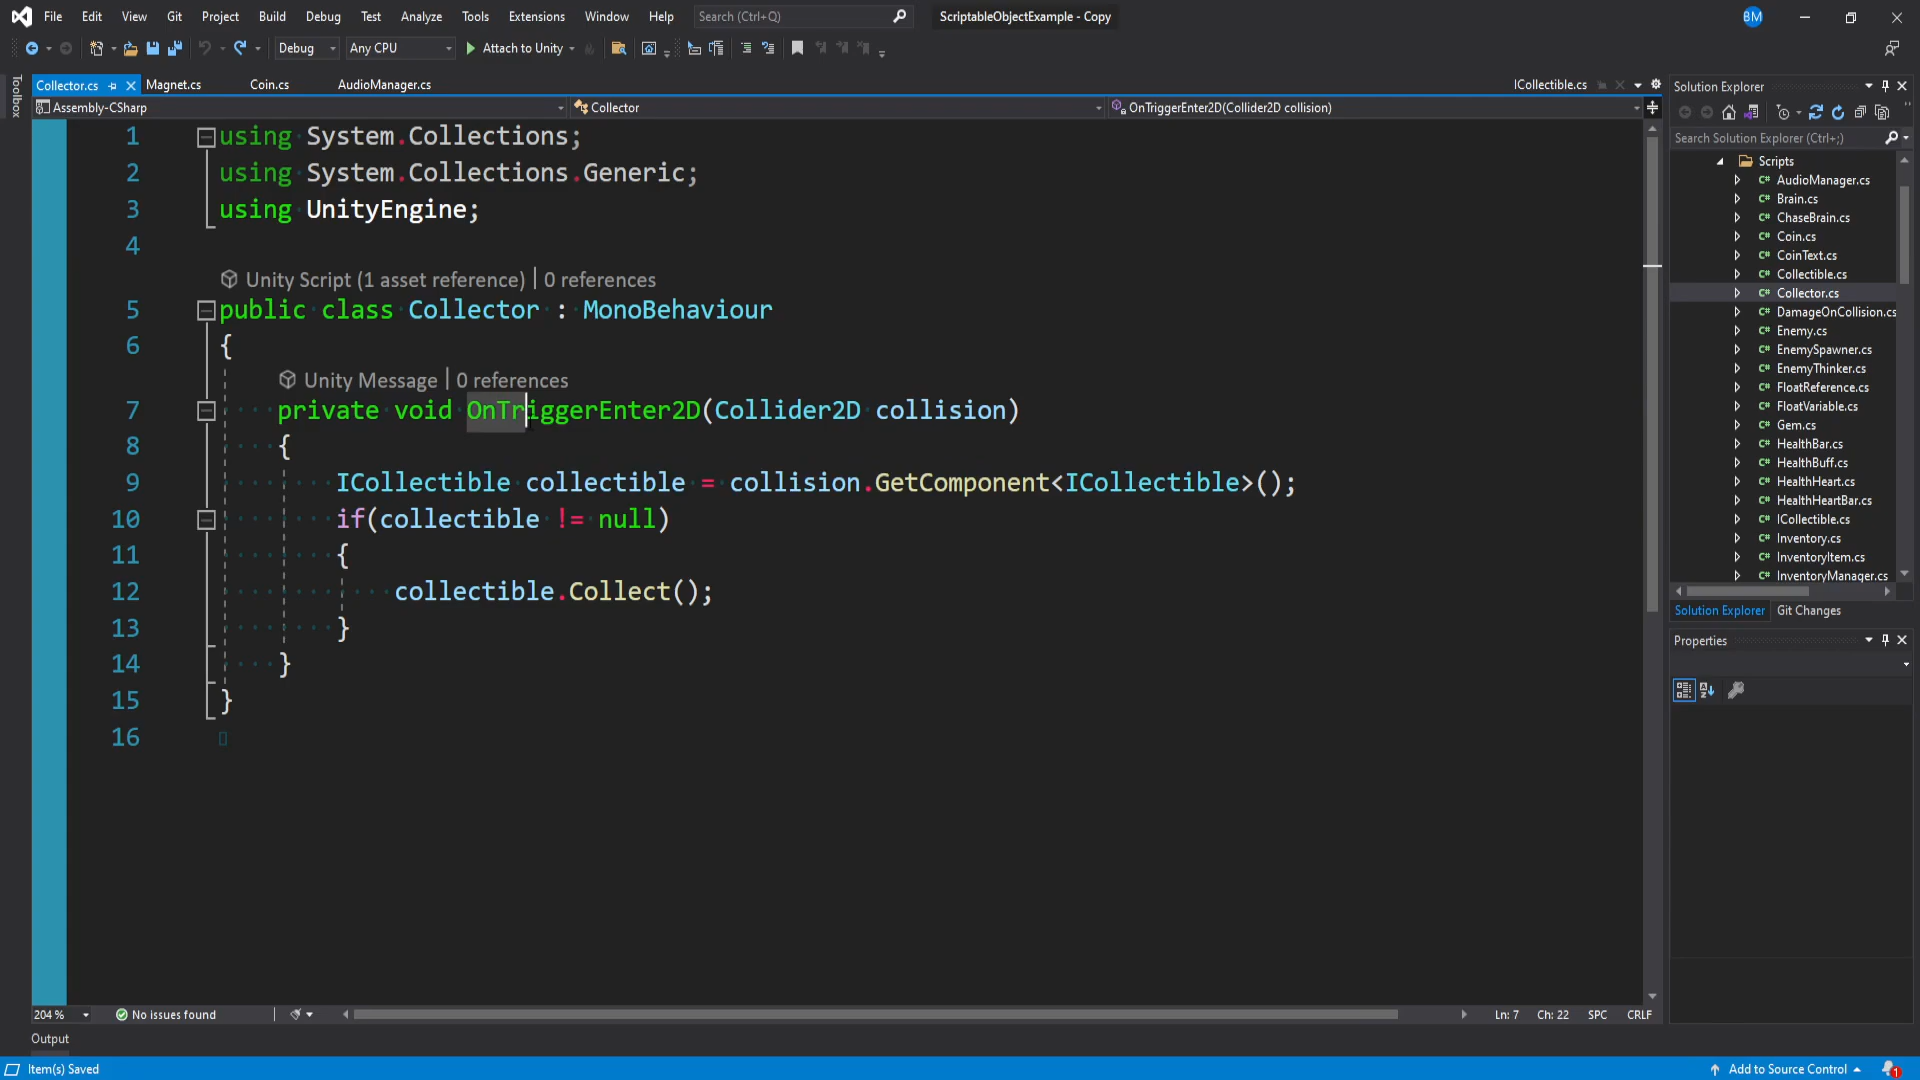 File Edit View Git Project Build Debug Test Analyze Tools Extensions Window Help Search (Ctrl+Q) ScriptableObjectExample - Copy BM
Debug Any CPU Attach to Unity
Toolbox
Collector.cs Magnet.cs Coin.cs AudioManager.cs ICollectible.cs
Assembly-CSharp Collector OnTriggerEnter2D(Collider2D collision)
1 using System.Collections;
2 using System.Collections.Generic;
3 using UnityEngine;
4
Unity Script (1 asset reference) | 0 references
5 public class Collector : MonoBehaviour
6 {
Unity Message | 0 references
7 private void OnTriggerEnter2D(Collider2D collision)
8 {
9 ICollectible collectible = collision.GetComponent<ICollectible>();
10 if(collectible != null)
11 {
12 collectible.Collect();
13 }
14 }
15 }
16
204 % No issues found Ln: 7 Ch: 22 SPC CRLF
Output
Item(s) Saved Add to Source Control 1
Solution Explorer
Search Solution Explorer (Ctrl+;)
Scripts
C# AudioManager.cs
C# Brain.cs
C# ChaseBrain.cs
C# Coin.cs
C# CoinText.cs
C# Collectible.cs
C# Collector.cs
C# DamageOnCollision.cs
C# Enemy.cs
C# EnemySpawner.cs
C# EnemyThinker.cs
C# FloatReference.cs
C# FloatVariable.cs
C# Gem.cs
C# HealthBar.cs
C# HealthBuff.cs
C# HealthHeart.cs
C# HealthHeartBar.cs
C# ICollectible.cs
C# Inventory.cs
C# InventoryItem.cs
C# InventoryManager.cs
Solution Explorer Git Changes
Properties